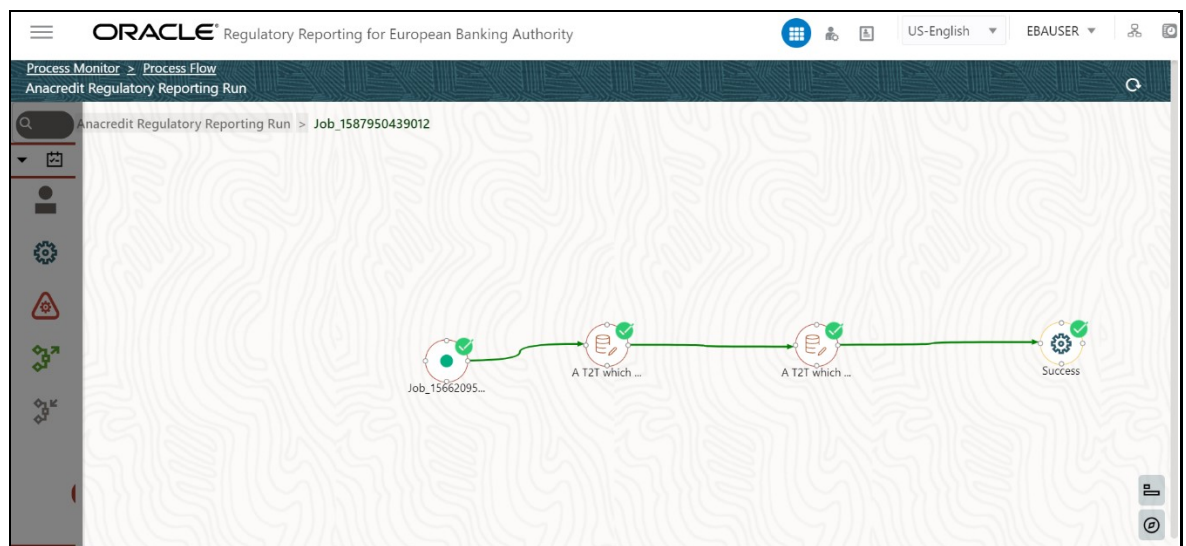 ORACLE® Regulatory Reporting for European Banking Authority
US-English
EBAUSER
Process Monitor > Process Flow
Anacredit Regulatory Reporting Run
Anacredit Regulatory Reporting Run > Job_1587950439012
Job_15662095...
A T2T which ...
A T2T which ...
Success